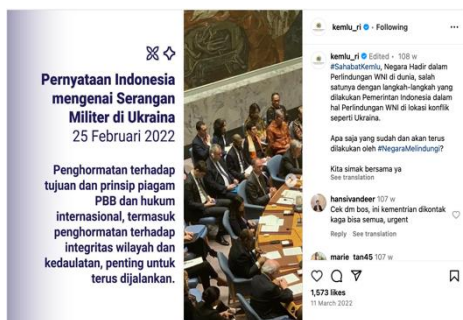 Pernyataan Indonesia
mengenai Serangan
Militer di Ukraina
25 Februari 2022
Penghormatan terhadap
tujuan dan prinsip piagam
PBB dan hukum
internasional, termasuk
penghormatan terhadap
integritas wilayah dan
kedaulatan, penting untuk
terus dijalankan.
kemlu_ri • Following
kemlu_ri Edited • 108 w
#SahabatKemlu, Negara Hadir dalam
Perlindungan WNI di dunia, salah
satunya dengan langkah-langkah yang
dilakukan Pemerintan Indonesia dalam
hal Perlindungan WNI di lokasi konflik
seperti Ukraina.
Apa saja yang sudah dan akan terus
dilakukan oleh #NegaraMelindungi?
Kita simak bersama ya
See translation
hansivandeer 107 w
Cek dm bos, ini kementrian dikontak
kaga bisa semua, urgent
Reply See translation
marie_tan45 107 w
1,573 likes
11 March 2022